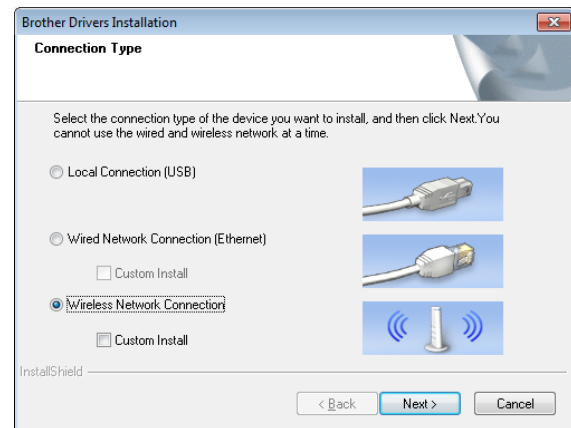 Brother Drivers Installation
Connection Type
Select the connection type of the device you want to install, and then click Next.You
cannot use the wired and wireless network at a time.
Local Connection (USB)
Wired Network Connection (Ethernet)
Custom Install
Wireless Network Connection
Custom Install
InstallShield
< Back
Next >
Cancel